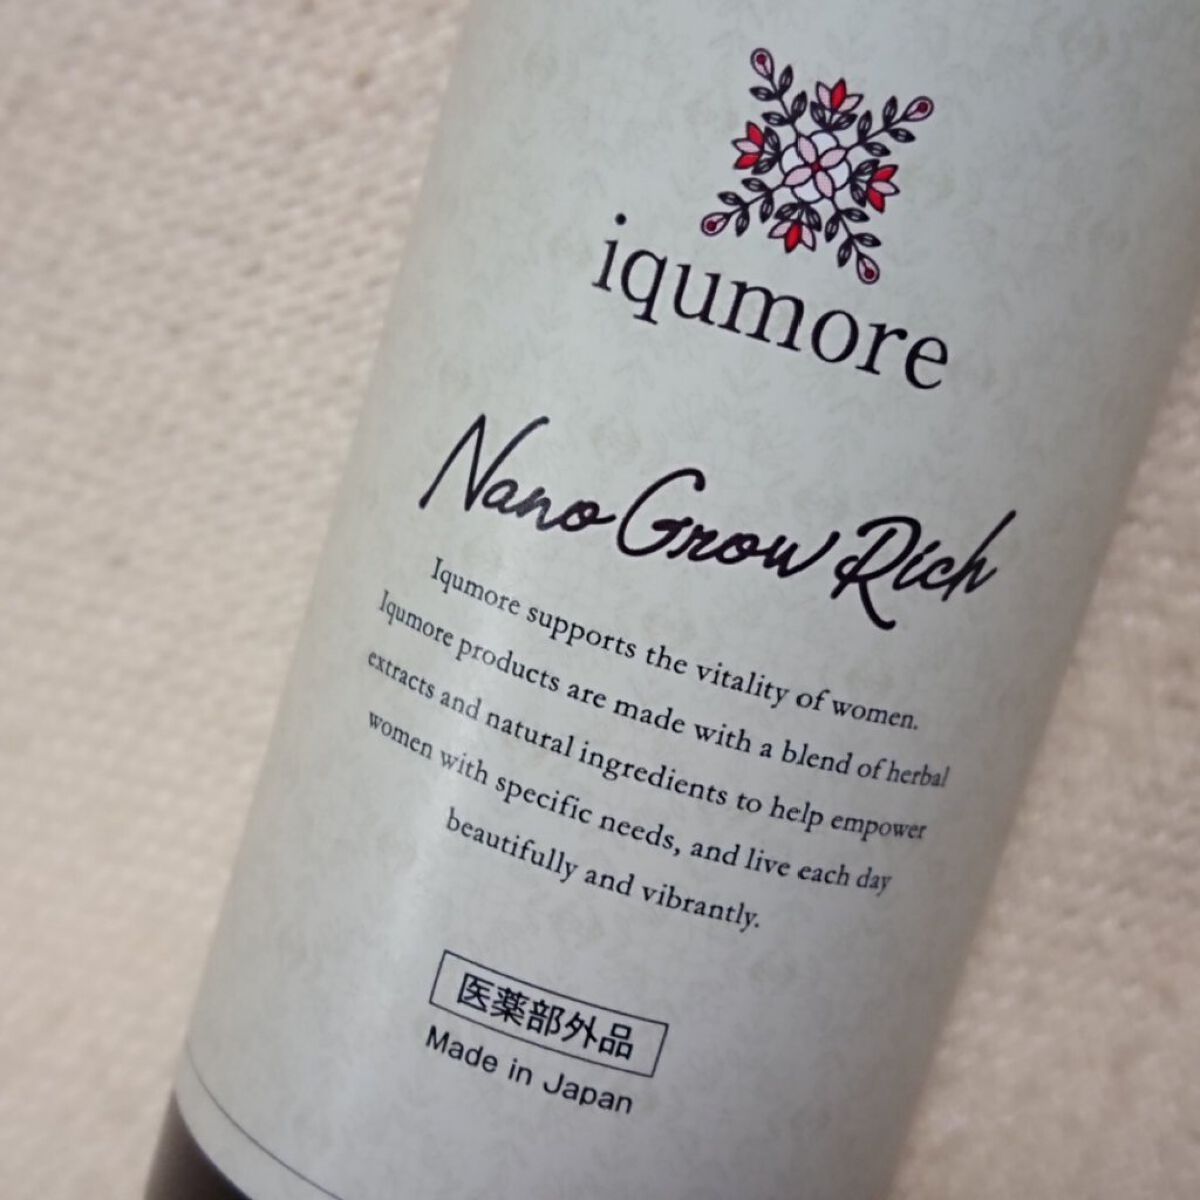 iqumore
Nano Grow Rich
Iqumore supports the vitality of women.
Iqumore products are made with a blend of herbal
extracts and natural ingredients to help empower
women with specific needs, and live each day
beautifully and vibrantly.
医薬部外品
Made in Japan